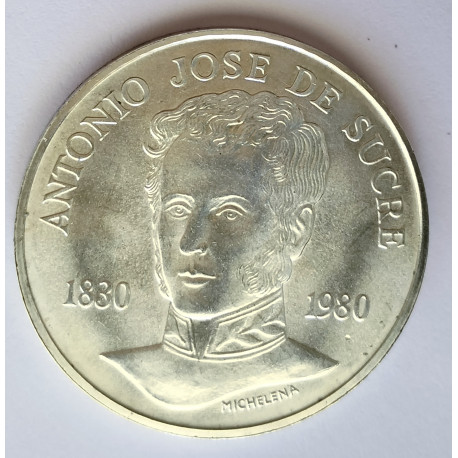 ANTONIO JOSE DE SUCRE
1830 1980
MICHELENA